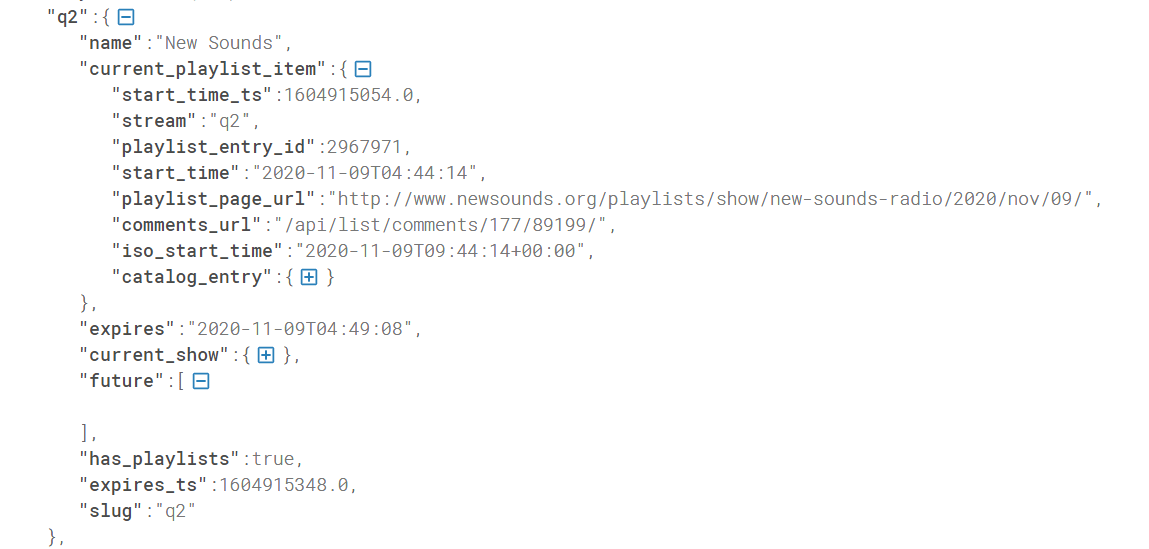 "q2":{
"name":"New Sounds",
"current_playlist_item":{
"start_time_ts":1604915054.0,
"stream":"q2",
"playlist_entry_id":2967971,
"start_time":"2020-11-09T04:44:14",
"playlist_page_url":"http://www.newsounds.org/playlists/show/new-sounds-radio/2020/nov/09/",
"comments_url":"/api/list/comments/177/89199/",
"iso_start_time":"2020-11-09T09:44:14+00:00",
"catalog_entry":{ }
},
"expires":"2020-11-09T04:49:08",
"current_show":{ },
"future":[
],
"has_playlists":true,
"expires_ts":1604915348.0,
"slug":"q2"
},